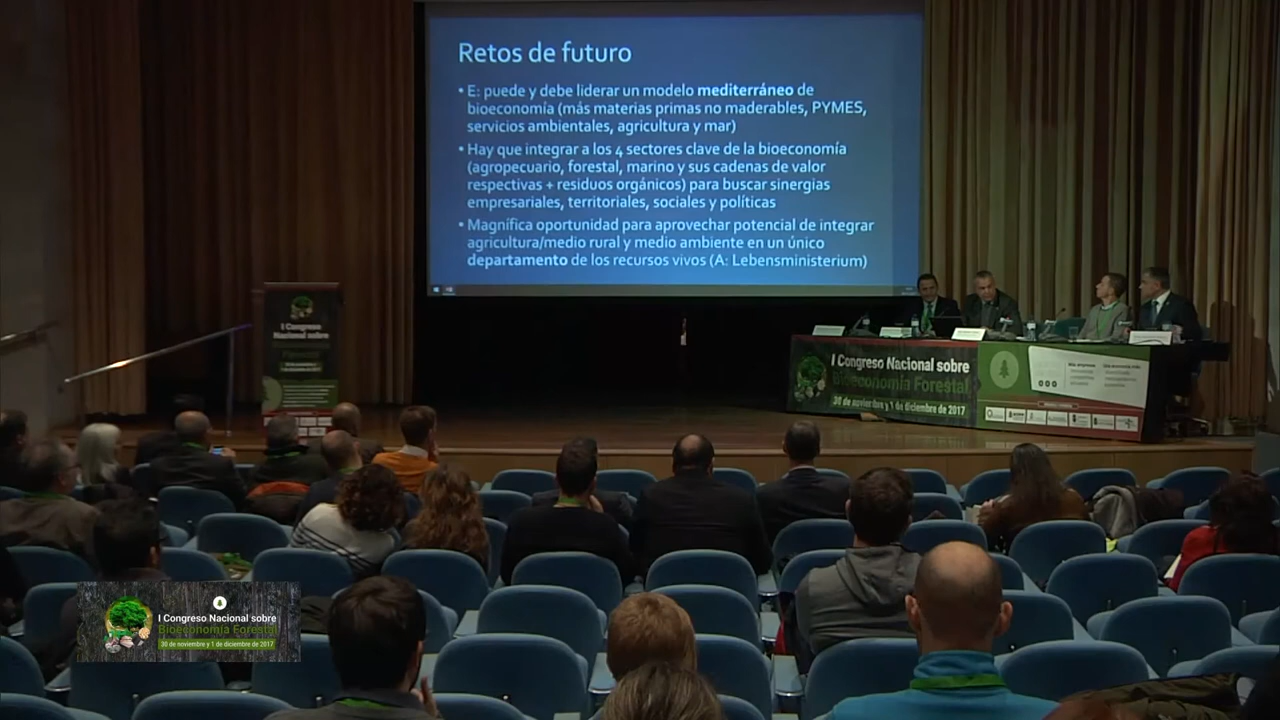 Retos de futuro
• E: puede y debe liderar un modelo mediterráneo de
bioeconomía (más materias primas no maderables, PYMES,
servicios ambientales, agricultura y mar)
• Hay que integrar a los 4 sectores clave de la bioeconomía
(agropecuario, forestal, marino y sus cadenas de valor
respectivas + residuos orgánicos) para buscar sinergias
empresariales, territoriales, sociales y políticas
• Magnífica oportunidad para aprovechar potencial de integrar
agricultura/medio rural y medio ambiente en un único
departamento de los recursos vivos (A: Lebensministerium)
I Congreso
Nacional sobre
I Congreso Nacional sobre
Bioeconomía Forestal
30 de noviembre y 1 de diciembre de 2017
I Congreso Nacional sobre
Bioeconomía Forestal
30 de noviembre y 1 de diciembre de 2017